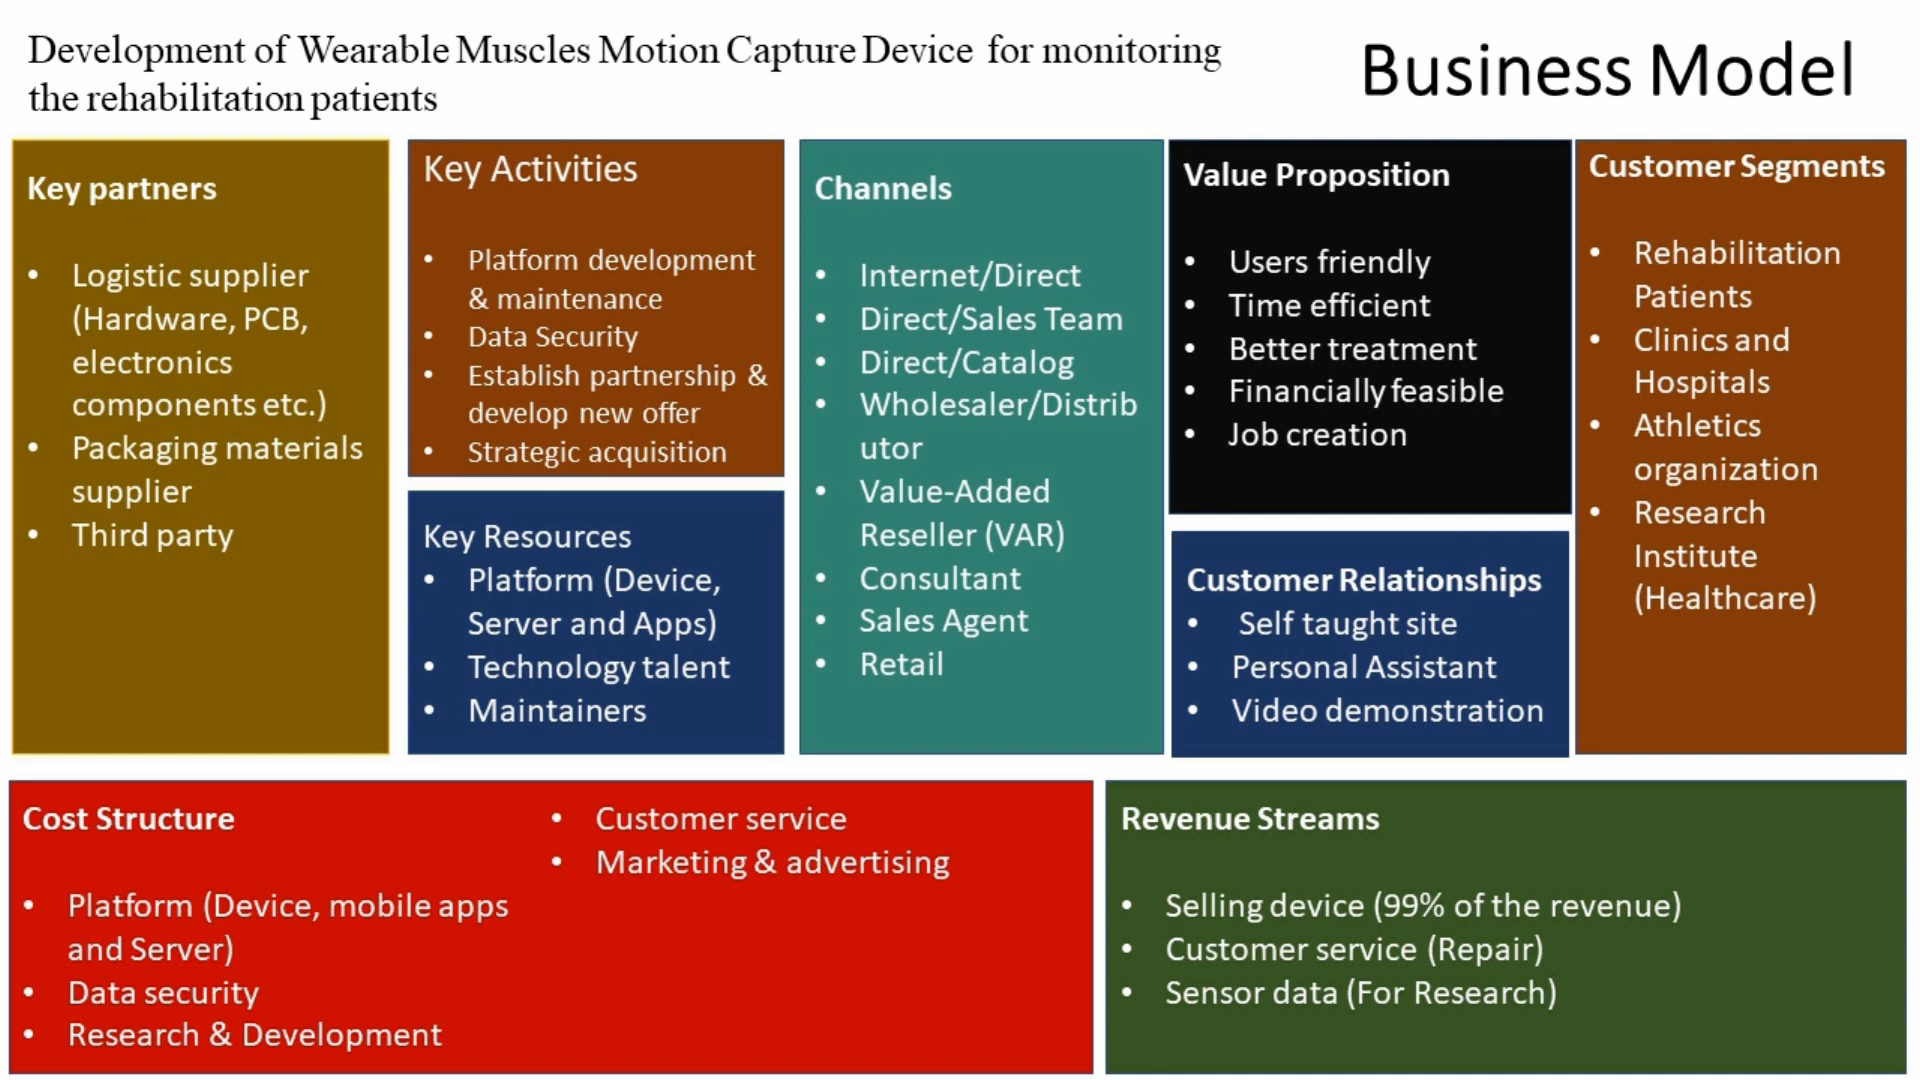 Development of Wearable Muscles Motion Capture Device for monitoring
the rehabilitation patients
Business Model
Key partners
• Logistic supplier
(Hardware, PCB,
electronics
components etc.)
• Packaging materials
supplier
• Third party
Key Activities
• Platform development
& maintenance
• Data Security
• Establish partnership &
develop new offer
• Strategic acquisition
Key Resources
• Platform (Device,
Server and Apps)
• Technology talent
• Maintainers
Channels
• Internet/Direct
• Direct/Sales Team
• Direct/Catalog
• Wholesaler/Distrib
utor
• Value-Added
Reseller (VAR)
• Consultant
• Sales Agent
• Retail
Value Proposition
• Users friendly
• Time efficient
• Better treatment
• Financially feasible
• Job creation
Customer Relationships
• Self taught site
• Personal Assistant
• Video demonstration
Customer Segments
• Rehabilitation
Patients
• Clinics and
Hospitals
• Athletics
organization
• Research
Institute
(Healthcare)
Cost Structure
• Platform (Device, mobile apps
and Server)
• Data security
• Research & Development
• Customer service
• Marketing & advertising
Revenue Streams
• Selling device (99% of the revenue)
• Customer service (Repair)
• Sensor data (For Research)